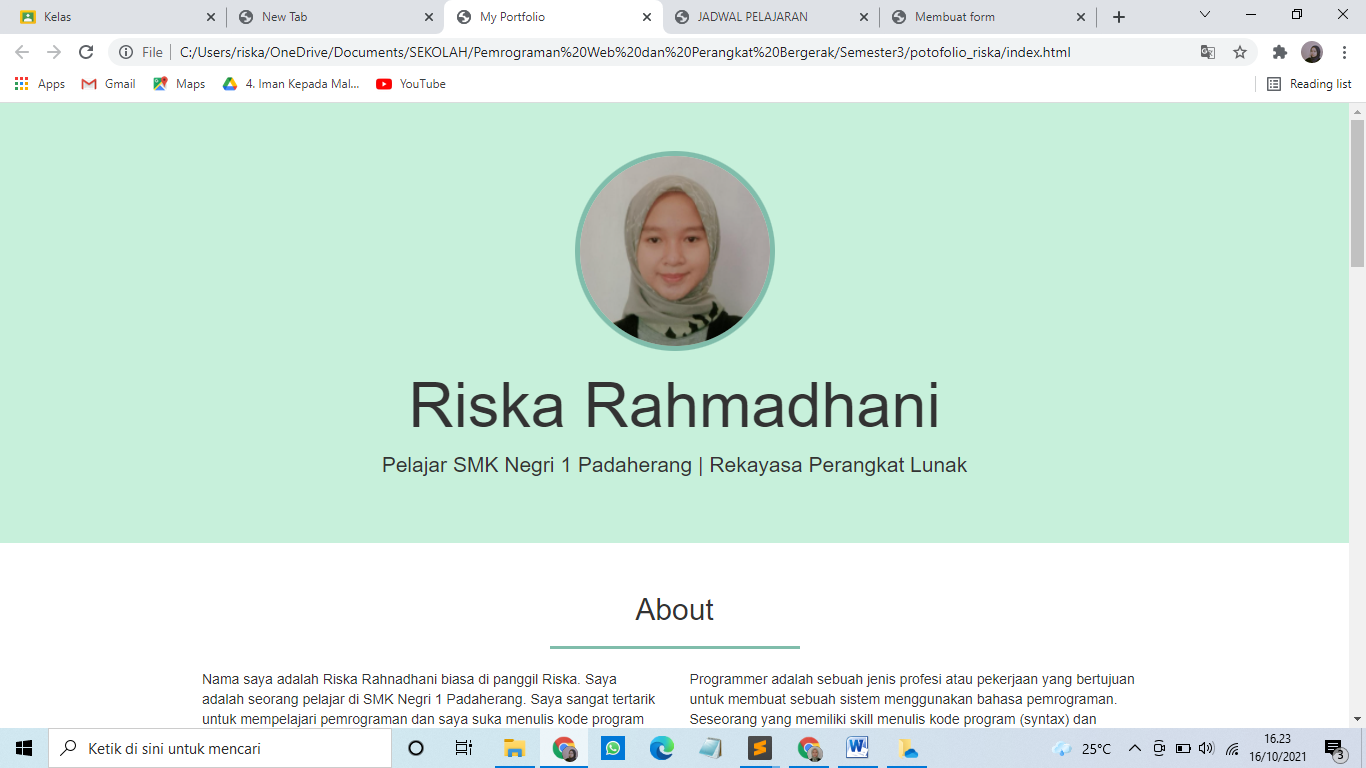 Kelas
New Tab
My Portfolio
JADWAL PELAJARAN
Membuat form
File
C:/Users/riska/OneDrive/Documents/SEKOLAH/Pemrograman%20Web%20dan%20Perangkat%20Bergerak/Semester3/potofolio_riska/index.html
Apps
Gmail
Maps
4. Iman Kepada Mal...
YouTube
Reading list
Riska Rahmadhani
Pelajar SMK Negri 1 Padaherang | Rekayasa Perangkat Lunak
About
Nama saya adalah Riska Rahnadhani biasa di panggil Riska. Saya
adalah seorang pelajar di SMK Negri 1 Padaherang. Saya sangat tertarik
untuk mempelajari pemrograman dan saya suka menulis kode program
Programmer adalah sebuah jenis profesi atau pekerjaan yang bertujuan
untuk membuat sebuah sistem menggunakan bahasa pemrograman.
Seseorang yang memiliki skill menulis kode program (syntax) dan
Ketik di sini untuk mencari
25°C
16.23
16/10/2021
3